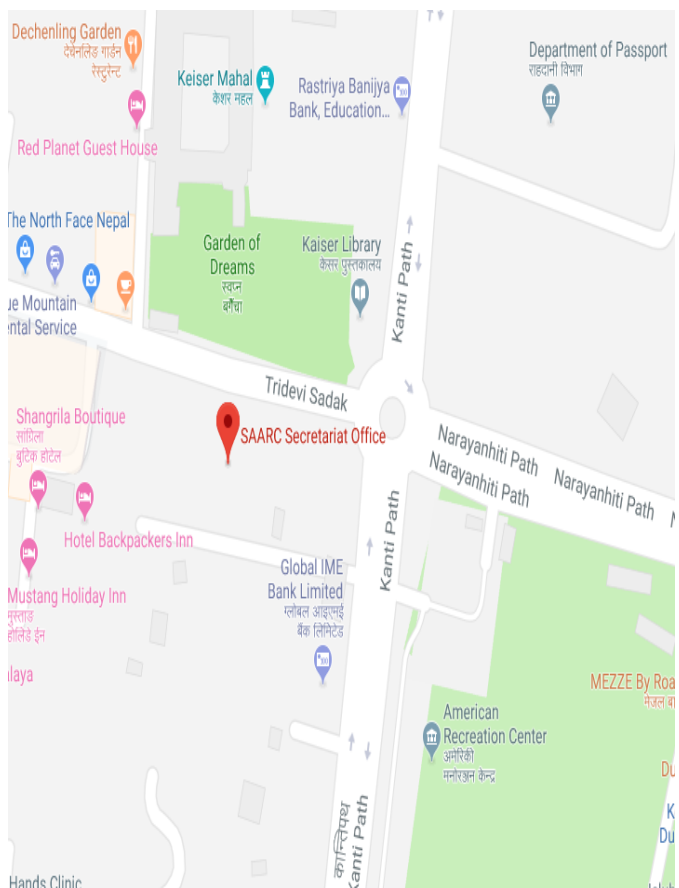 Dechenling Garden
देचेनलिङ गार्डेन
रेस्टुरेन्ट
Keiser Mahal
केशर महल
Rastriya Banijya
Bank, Education...
Department of Passport
राहदानी विभाग
Red Planet Guest House
The North Face Nepal
Garden of
Dreams
स्वप्न
बगैंचा
Kaiser Library
केसर पुस्तकालय
Kanti Path
ue Mountain
ental Service
Tridevi Sadak
Shangrila Boutique
सांग्रिला
बुटिक होटेल
SAARC Secretariat Office
Narayanhiti Path
Narayanhiti Path
Narayanhiti Path
N
Hotel Backpackers Inn
Kanti Path
Global IME
Bank Limited
ग्लोबल आइएमई
बैंक लिमिटेड
Mustang Holiday Inn
मुस्ताङ
होलिडे ईन
alaya
MEZZE By Roa
मेजल बा
American
Recreation Center
अमेरिकी
मनोरञ्जन केन्द्र
Du
K
Du
कान्तिपथ
Kanti Path
Hands Clinic